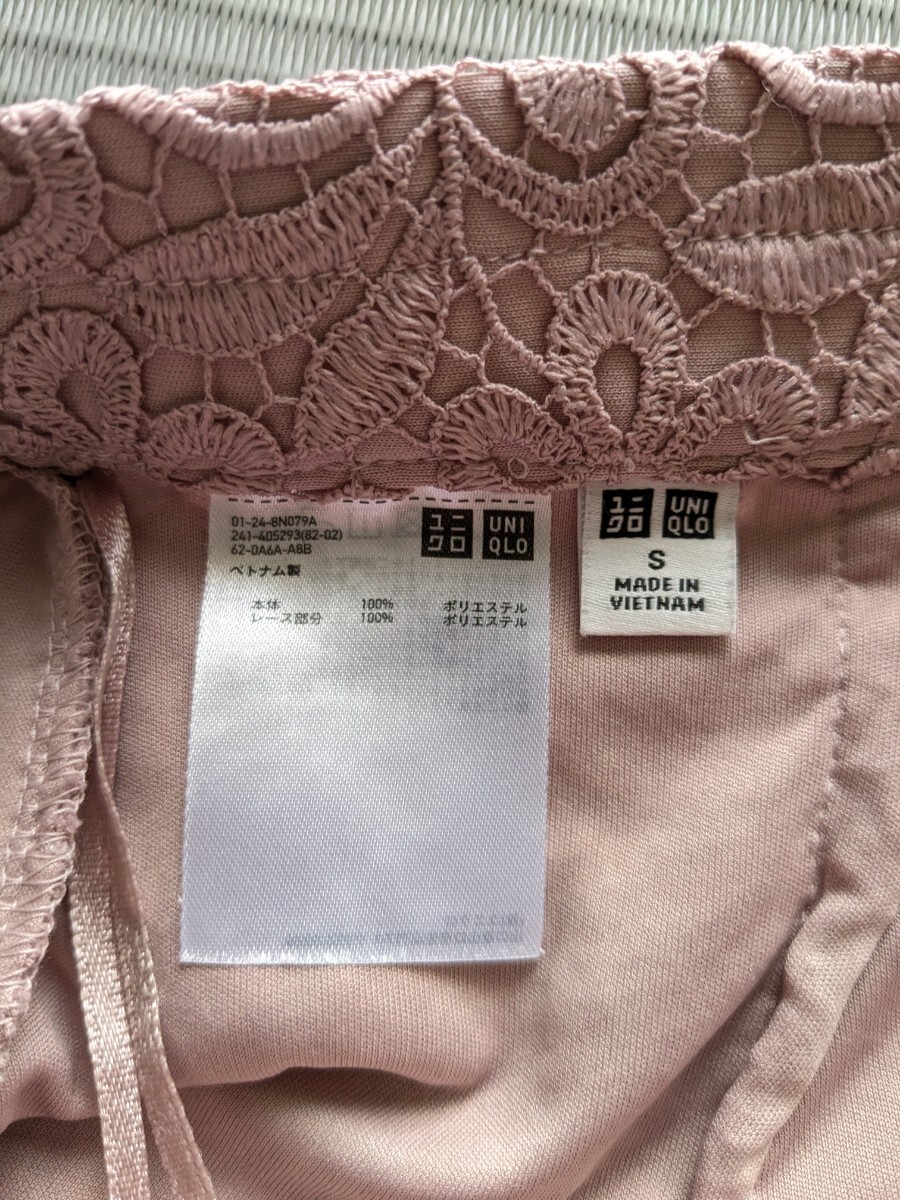 01-24-8N079A
241-405293(82-02)
62-0A6A-A8B
ベトナム製
ユニ
クロ
UNI
QLO
本体 100% ポリエステル
レース部分 100% ポリエステル
ユニ
クロ
UNI
QLO
S
MADE IN
VIETNAM